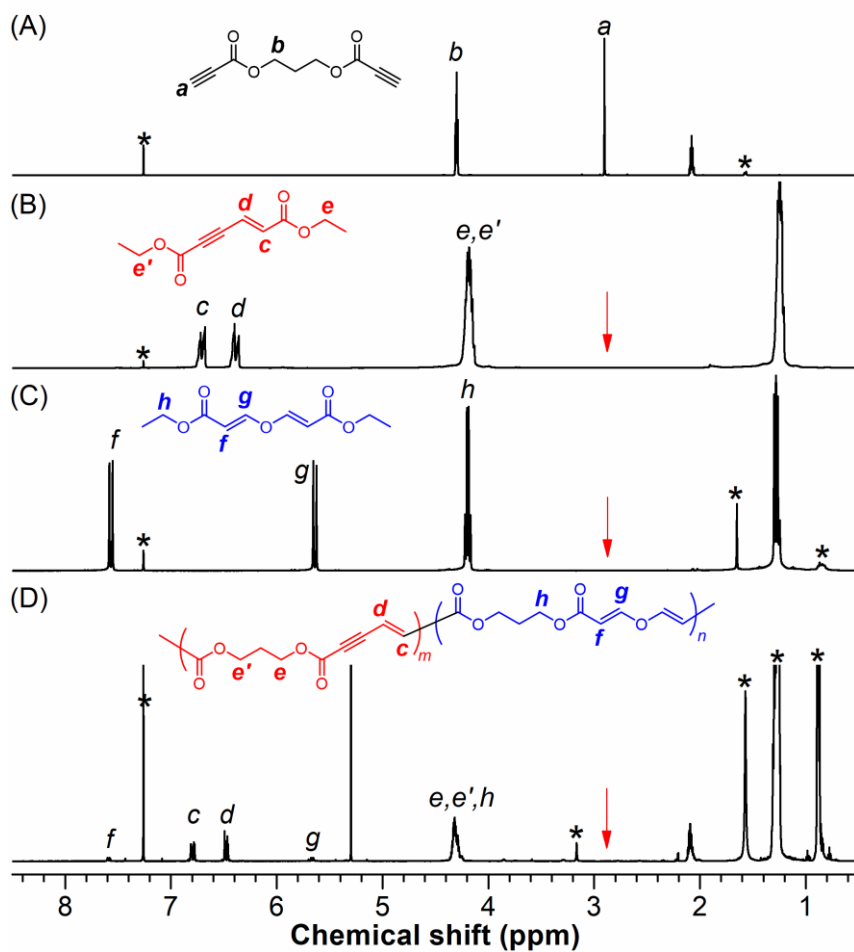 (A)
O
O
b
O
O
a
b
a
*
*
(B)
d
O
e
O
c
O
e'
O
e,e'
c
d
*
(C)
h
O
g
O
O
f
O
O
h
f
g
*
*
*
(D)
d
O
h
O
g
O
O
O
O
O
e'
e
O
c
m
f
n
*
*
*
*
f
c
d
g
e,e',h
*
8
7
6
5
4
3
2
1
Chemical shift (ppm)